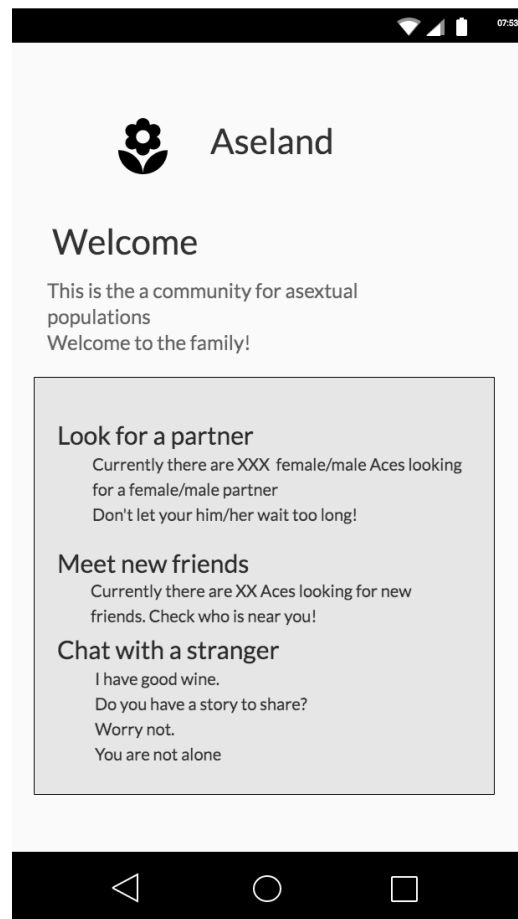 07:53
Aseland
Welcome
This is the a community for asextual
populations
Welcome to the family!
Look for a partner
Currently there are XXX female/male Aces looking
for a female/male partner
Don't let your him/her wait too long!
Meet new friends
Currently there are XX Aces looking for new
friends. Check who is near you!
Chat with a stranger
I have good wine.
Do you have a story to share?
Worry not.
You are not alone